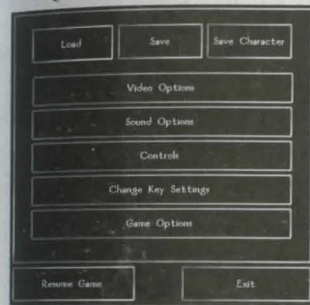 Load Save Save Character
Video Options
Sound Options
Controls
Change Key Settings
Game Options
Resume Game Exit